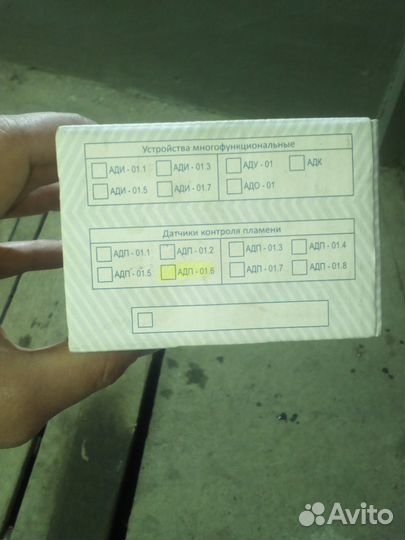 Устройства многофункциональные
АДИ - 01.1 АДИ - 01.3 АДУ - 01 АДК
АДИ - 01.5 АДИ - 01.7 АДО - 01
Датчики контроля пламени
АДП - 01.1 АДП - 01.2 АДП - 01.3 АДП - 01.4
АДП - 01.5 АДП - 01.6 АДП - 01.7 АДП - 01.8
Avito